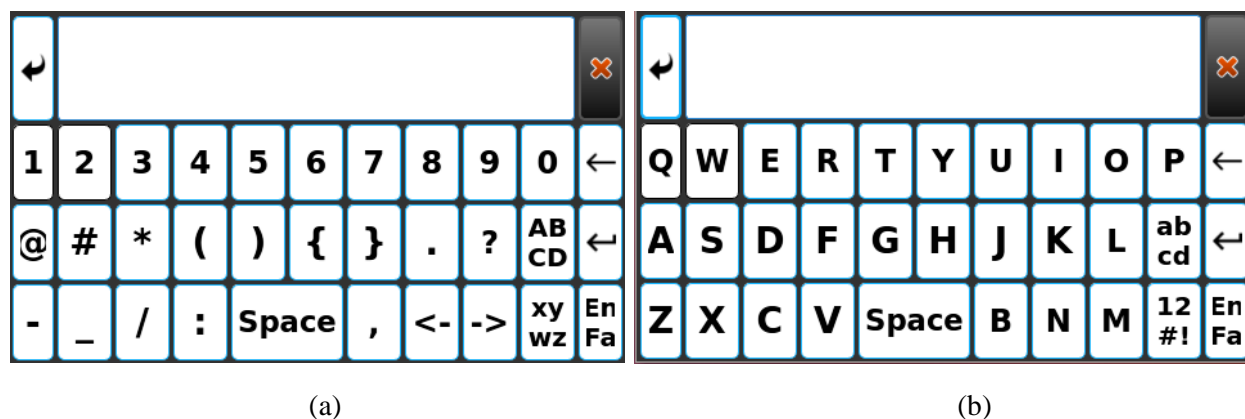 1 2 3 4 5 6 7 8 9 0 ←
@ # * ( ) { } . ? AB CD ↵
- _ / : Space , <- -> xy wz En Fa
(a)
Q W E R T Y U I O P ←
A S D F G H J K L ab cd ↵
Z X C V Space B N M 12 #! En Fa
(b)